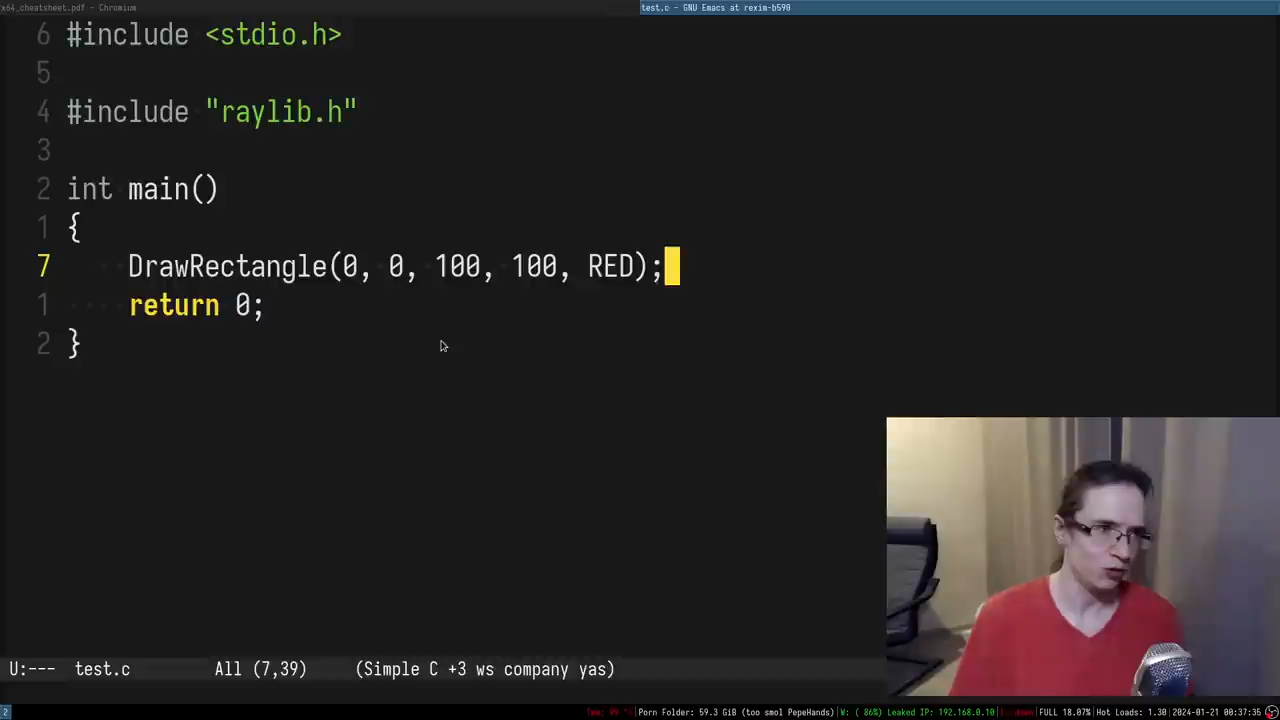 x64_cheatsheet.pdf - Chromium
test.c - GNU Emacs at rexim-b590
6 #include <stdio.h>
5
4 #include "raylib.h"
3
2 int main()
1 {
7 DrawRectangle(0, 0, 100, 100, RED);
1 return 0;
2 }
U:--- test.c All (7,39) (Simple C +3 ws company yas)
2
Porn Folder: 59.3 GiB (too smol PepeHands)|W: ( 86%) Leaked IP: 192.168.0.10|E: down|FULL 18.07%|Hot Loads: 1.30|2024-01-21 00:37:35